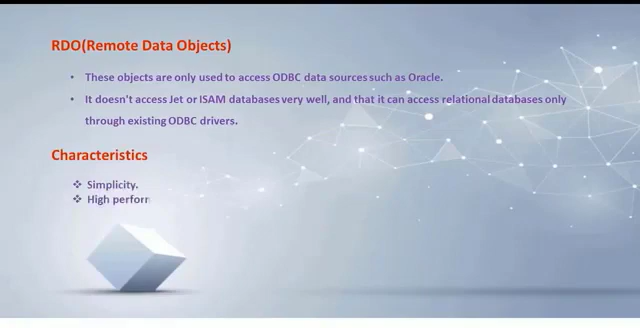 RDO(Remote Data Objects)
• These objects are only used to access ODBC data sources such as Oracle.
• It doesn't access Jet or ISAM databases very well, and that it can access relational databases only
through existing ODBC drivers.
Characteristics
❖ Simplicity.
❖ High perforn